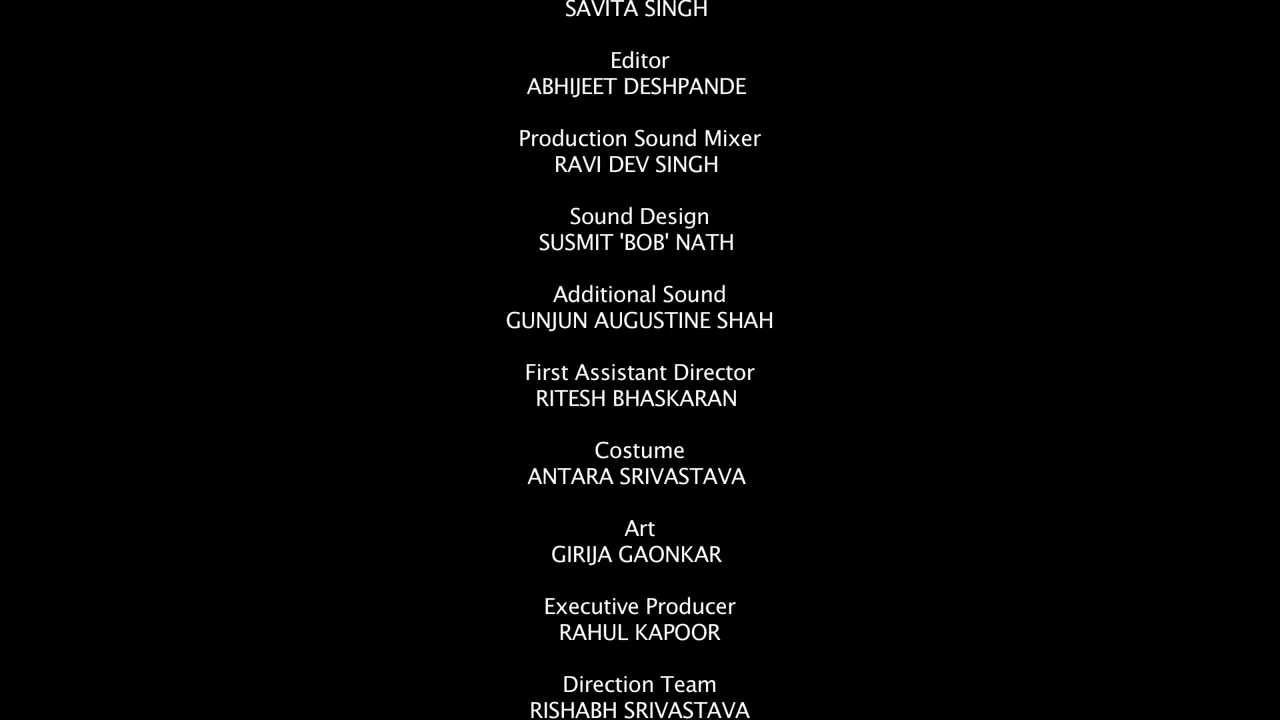 SAVITA SINGH
Editor
ABHIJEET DESHPANDE
Production Sound Mixer
RAVI DEV SINGH
Sound Design
SUSMIT 'BOB' NATH
Additional Sound
GUNJUN AUGUSTINE SHAH
First Assistant Director
RITESH BHASKARAN
Costume
ANTARA SRIVASTAVA
Art
GIRIJA GAONKAR
Executive Producer
RAHUL KAPOOR
Direction Team
RISHABH SRIVASTAVA